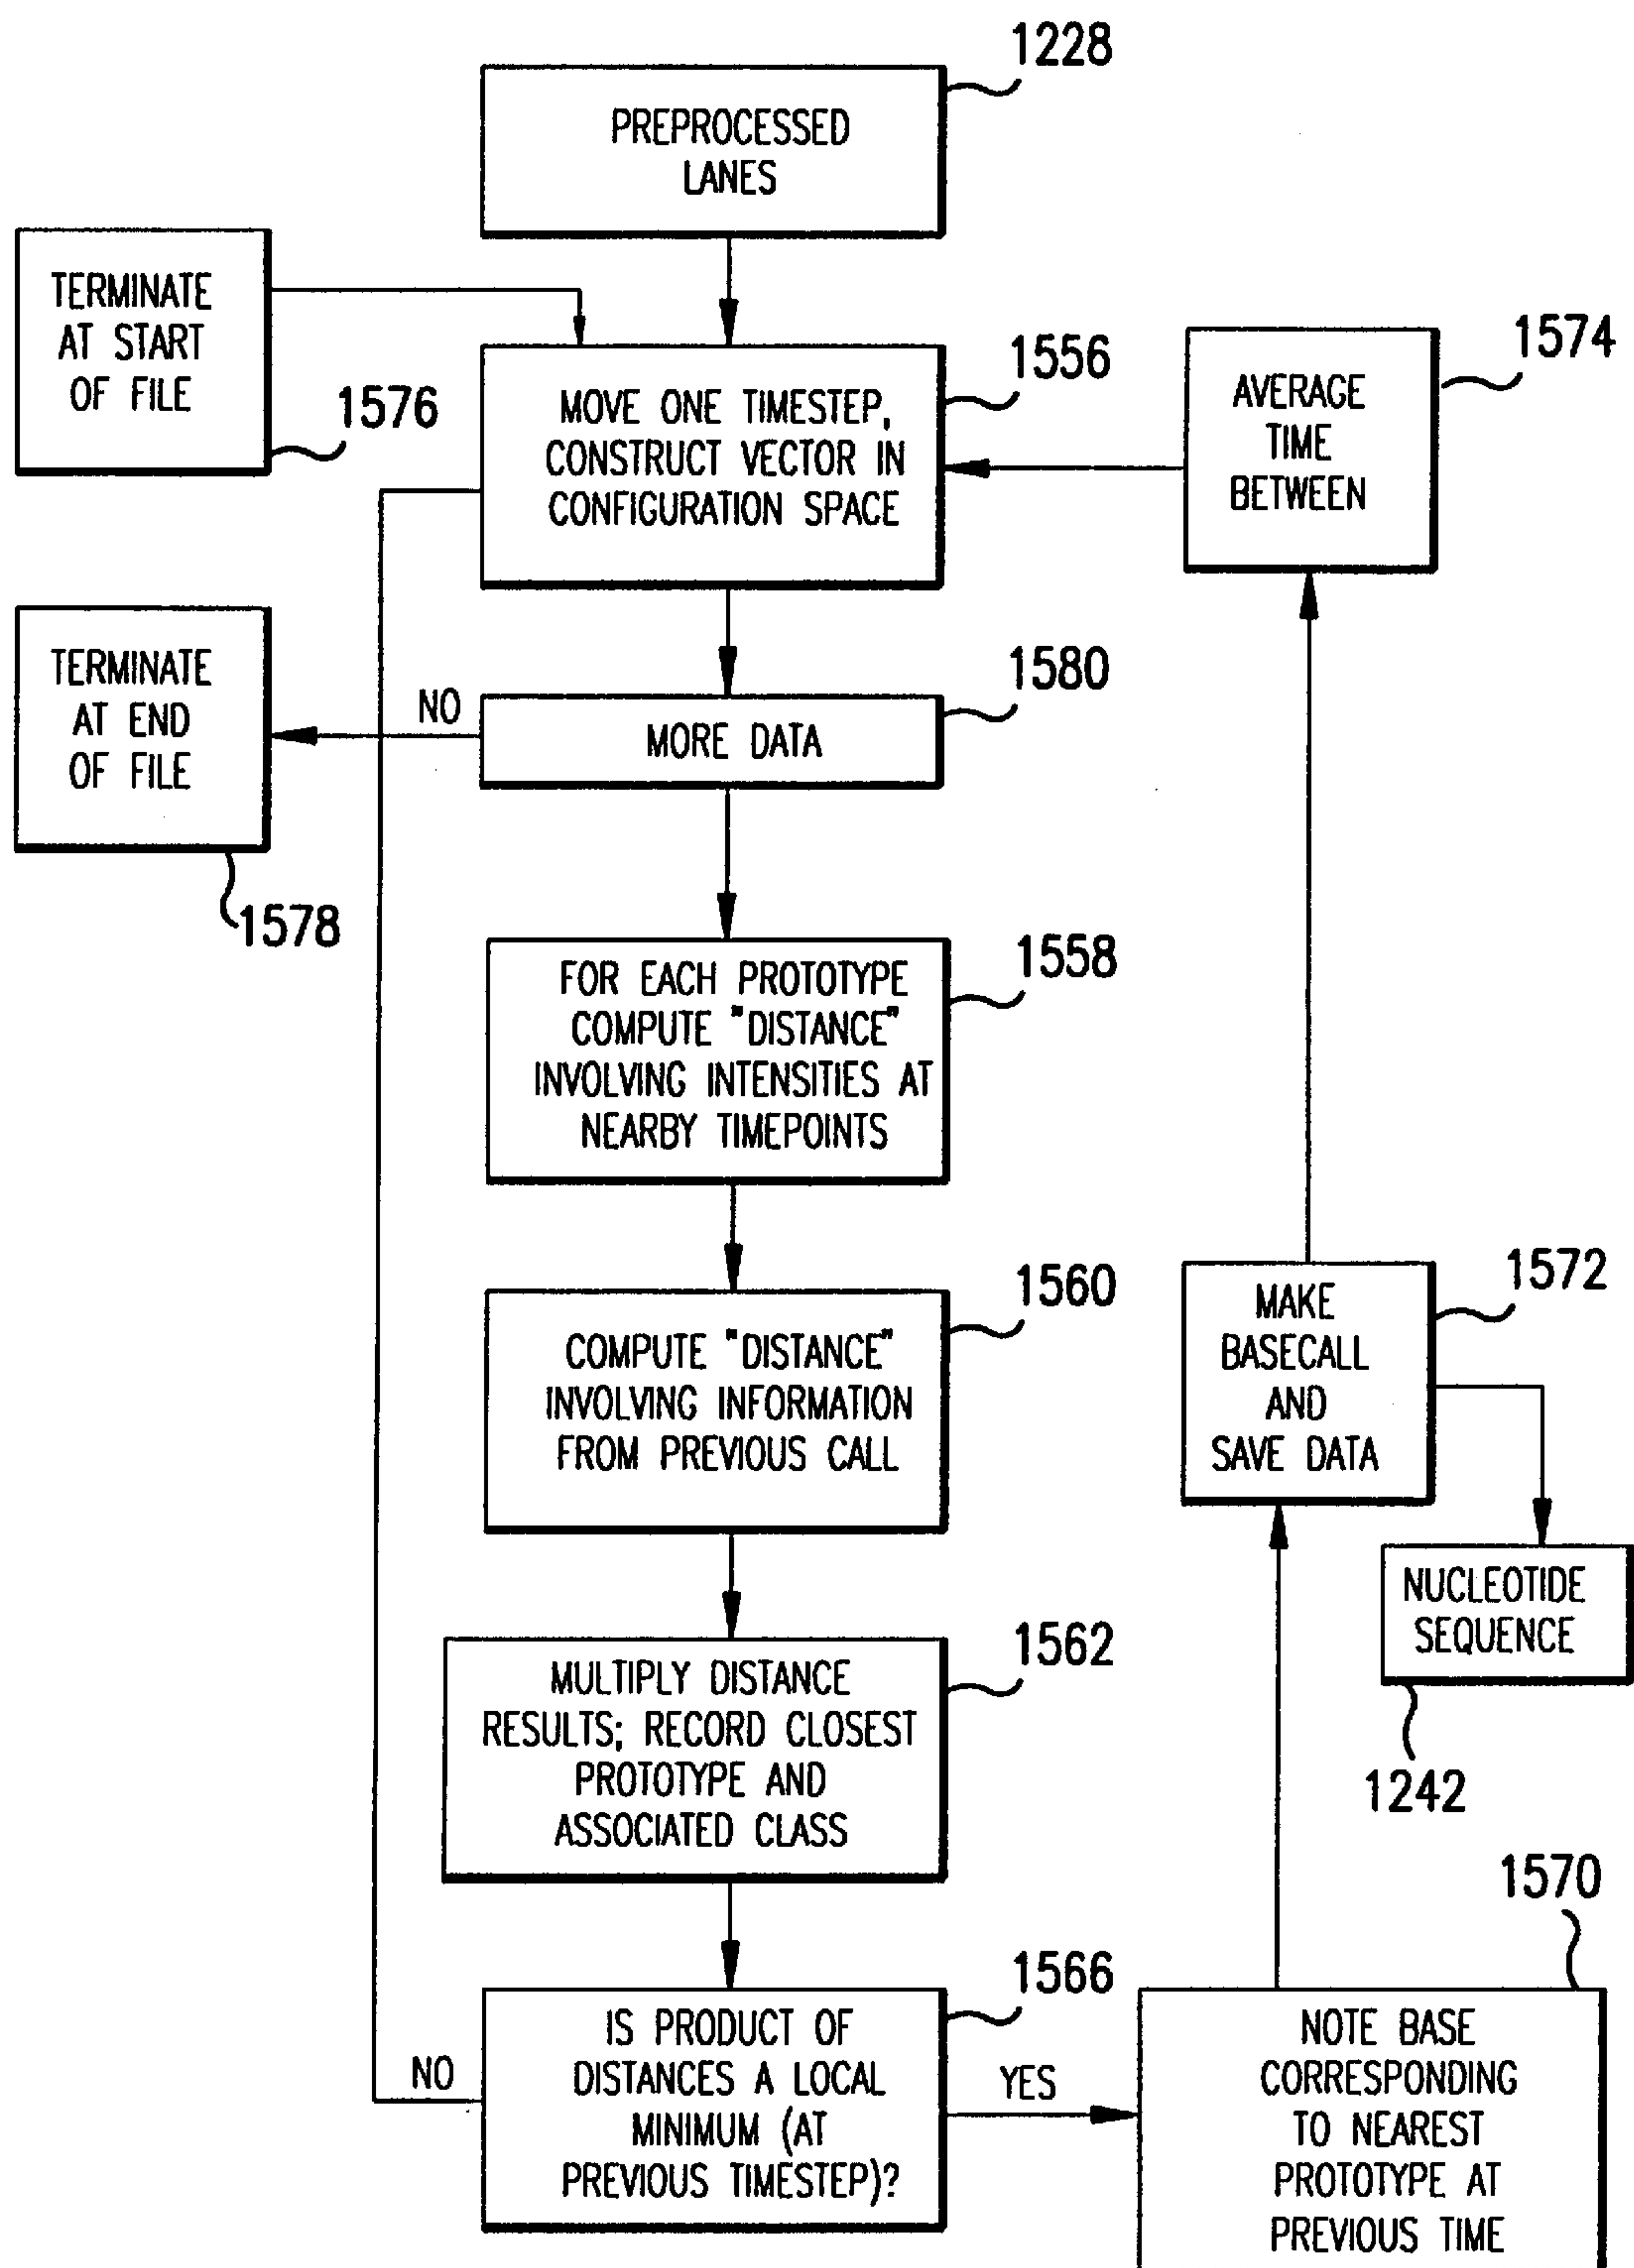 1228
PREPROCESSED
LANES
TERMINATE
AT START
OF FILE
1576
1556
MOVE ONE TIMESTEP,
CONSTRUCT VECTOR IN
CONFIGURATION SPACE
1574
AVERAGE
TIME
BETWEEN
TERMINATE
AT END
OF FILE
1578
NO
1580
MORE DATA
1558
FOR EACH PROTOTYPE
COMPUTE "DISTANCE"
INVOLVING INTENSITIES AT
NEARBY TIMEPOINTS
1560
COMPUTE "DISTANCE"
INVOLVING INFORMATION
FROM PREVIOUS CALL
1572
MAKE
BASECALL
AND
SAVE DATA
NUCLEOTIDE
SEQUENCE
1242
1562
MULTIPLY DISTANCE
RESULTS; RECORD CLOSEST
PROTOTYPE AND
ASSOCIATED CLASS
1566
IS PRODUCT OF
DISTANCES A LOCAL
MINIMUM (AT
PREVIOUS TIMESTEP)?
NO
YES
1570
NOTE BASE
CORRESPONDING
TO NEAREST
PROTOTYPE AT
PREVIOUS TIME